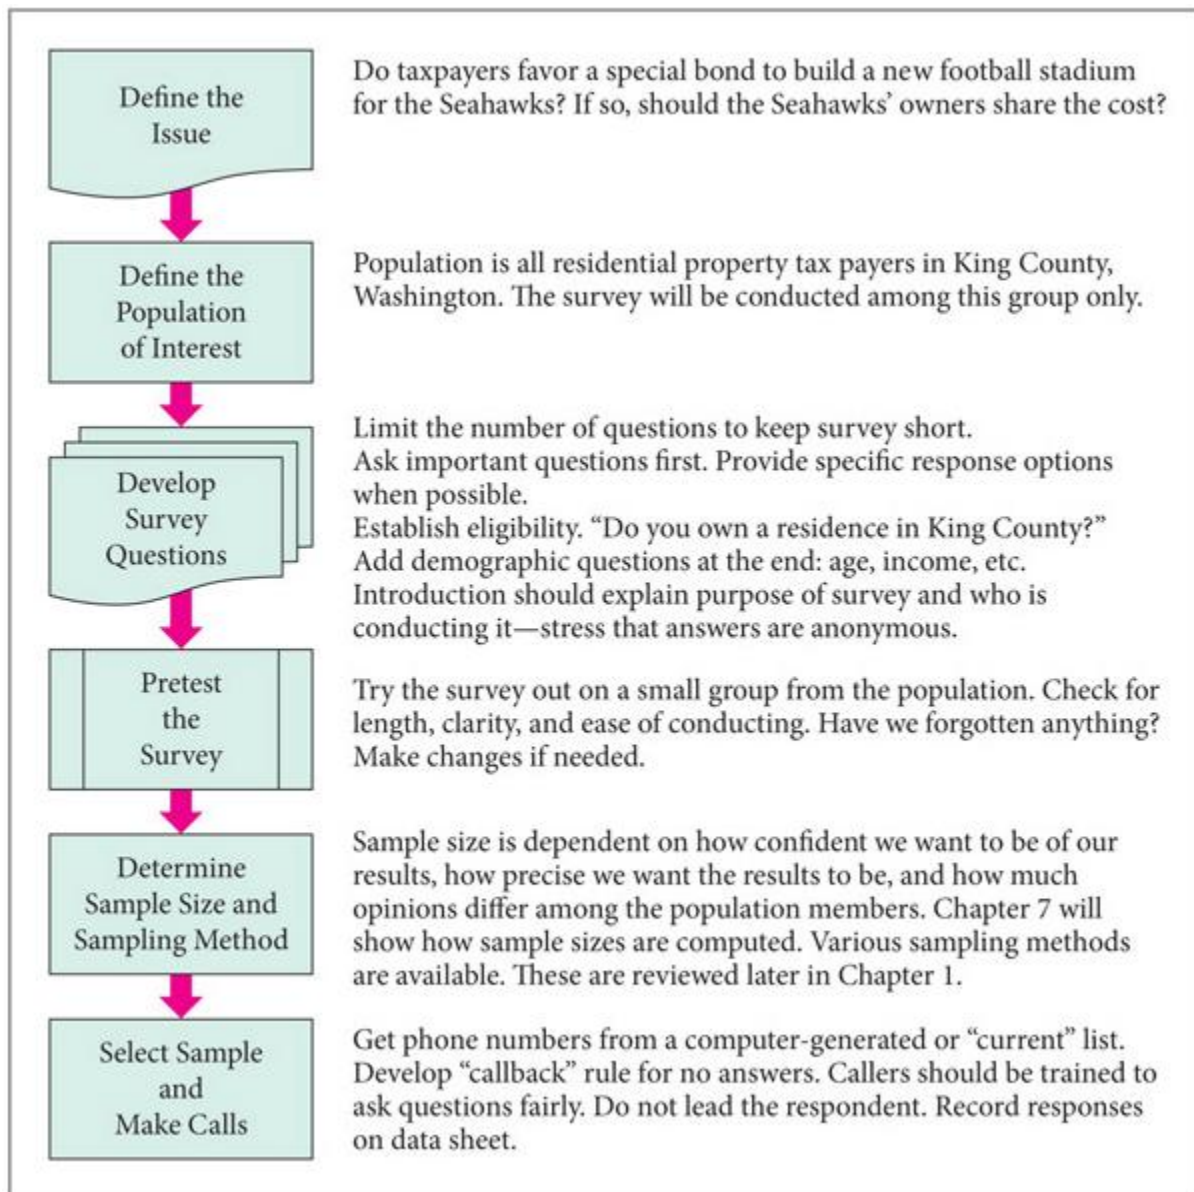 Define the
Issue
Do taxpayers favor a special bond to build a new football stadium
for the Seahawks? If so, should the Seahawks’ owners share the cost?
Define the
Population
of Interest
Population is all residential property tax payers in King County,
Washington. The survey will be conducted among this group only.
Develop
Survey
Questions
Limit the number of questions to keep survey short.
Ask important questions first. Provide specific response options
when possible.
Establish eligibility. “Do you own a residence in King County?”
Add demographic questions at the end: age, income, etc.
Introduction should explain purpose of survey and who is
conducting it—stress that answers are anonymous.
Pretest
the
Survey
Try the survey out on a small group from the population. Check for
length, clarity, and ease of conducting. Have we forgotten anything?
Make changes if needed.
Determine
Sample Size and
Sampling Method
Sample size is dependent on how confident we want to be of our
results, how precise we want the results to be, and how much
opinions differ among the population members. Chapter 7 will
show how sample sizes are computed. Various sampling methods
are available. These are reviewed later in Chapter 1.
Select Sample
and
Make Calls
Get phone numbers from a computer-generated or “current” list.
Develop “callback” rule for no answers. Callers should be trained to
ask questions fairly. Do not lead the respondent. Record responses
on data sheet.